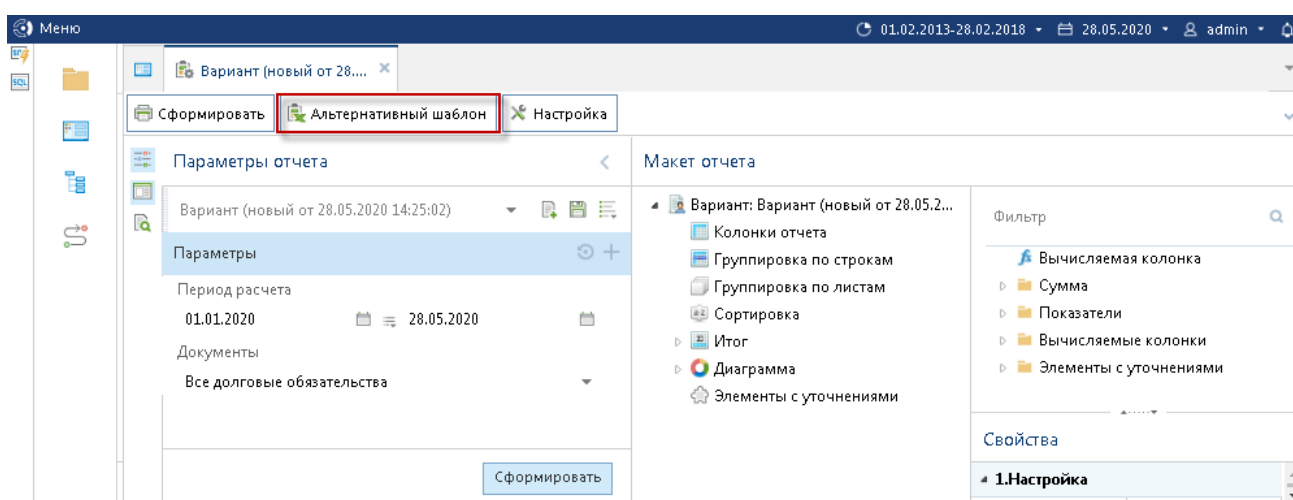 Меню
01.02.2013-28.02.2018
28.05.2020
admin
SQL
Вариант (новый от 28....
Сформировать
Альтернативный шаблон
Настройка
Параметры отчета
Вариант (новый от 28.05.2020 14:25:02)
Параметры
Период расчета
01.01.2020
28.05.2020
Документы
Все долговые обязательства
Сформировать
Макет отчета
Вариант: Вариант (новый от 28.05.2...
Колонки отчета
Группировка по строкам
Группировка по листам
Сортировка
Итог
Диаграмма
Элементы с уточнениями
Фильтр
fx Вычисляемая колонка
Сумма
Показатели
Вычисляемые колонки
Элементы с уточнениями
Свойства
1.Настройка